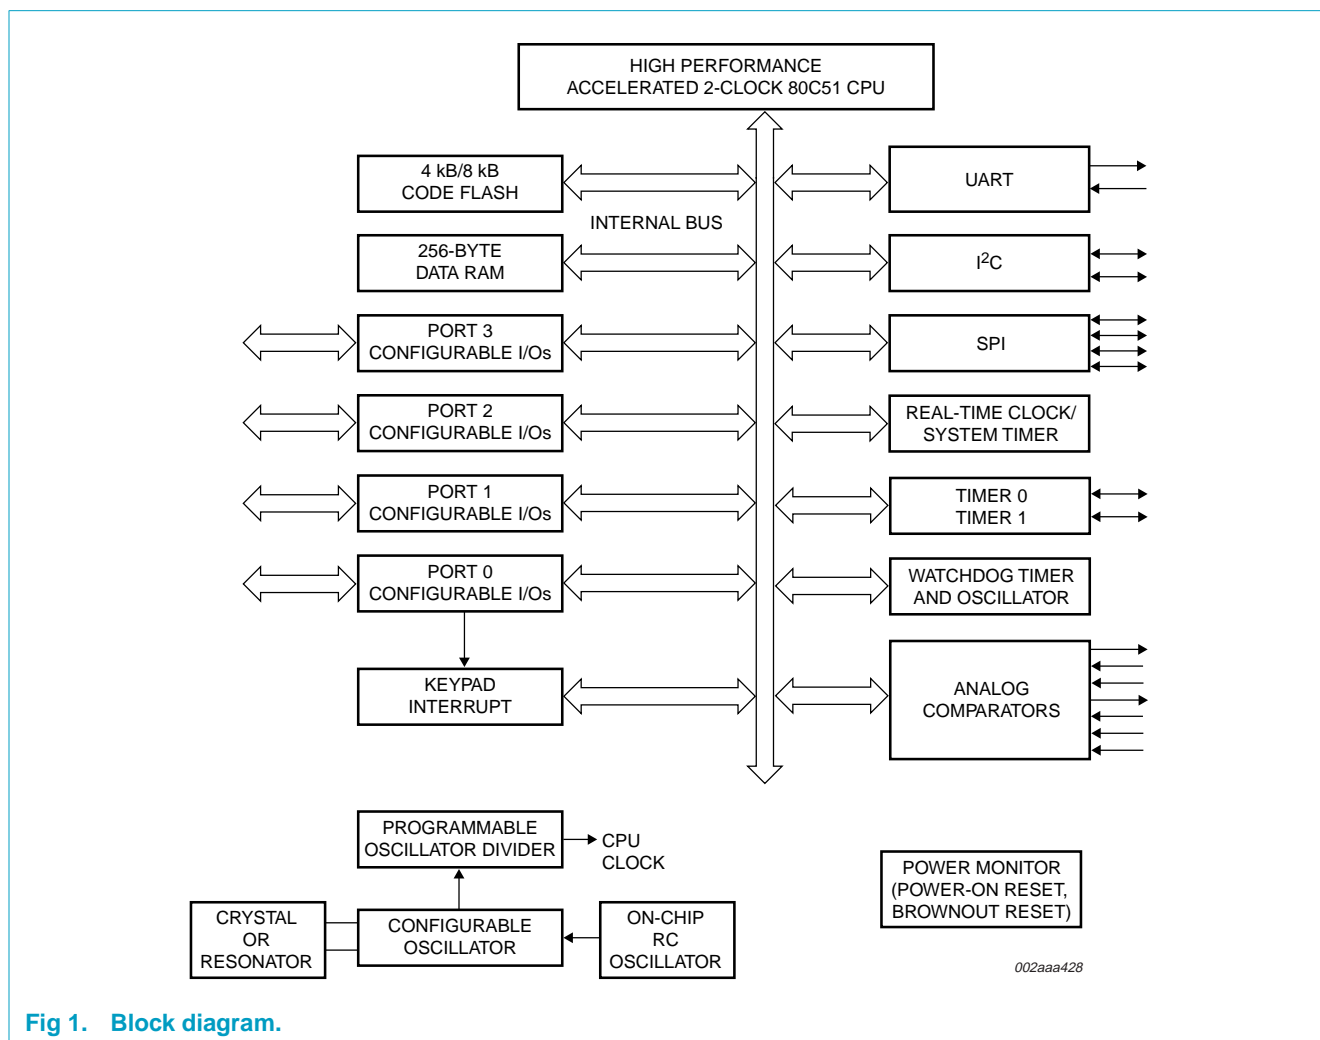 HIGH PERFORMANCE
ACCELERATED 2-CLOCK 80C51 CPU
4 kB/8 kB
CODE FLASH
UART
INTERNAL BUS
256-BYTE
DATA RAM
I²C
PORT 3
CONFIGURABLE I/Os
SPI
PORT 2
CONFIGURABLE I/Os
REAL-TIME CLOCK/
SYSTEM TIMER
PORT 1
CONFIGURABLE I/Os
TIMER 0
TIMER 1
PORT 0
CONFIGURABLE I/Os
WATCHDOG TIMER
AND OSCILLATOR
KEYPAD
INTERRUPT
ANALOG
COMPARATORS
PROGRAMMABLE
OSCILLATOR DIVIDER
CPU
CLOCK
POWER MONITOR
(POWER-ON RESET,
BROWNOUT RESET)
CRYSTAL
OR
RESONATOR
CONFIGURABLE
OSCILLATOR
ON-CHIP
RC
OSCILLATOR
002aaa428
Fig 1. Block diagram.